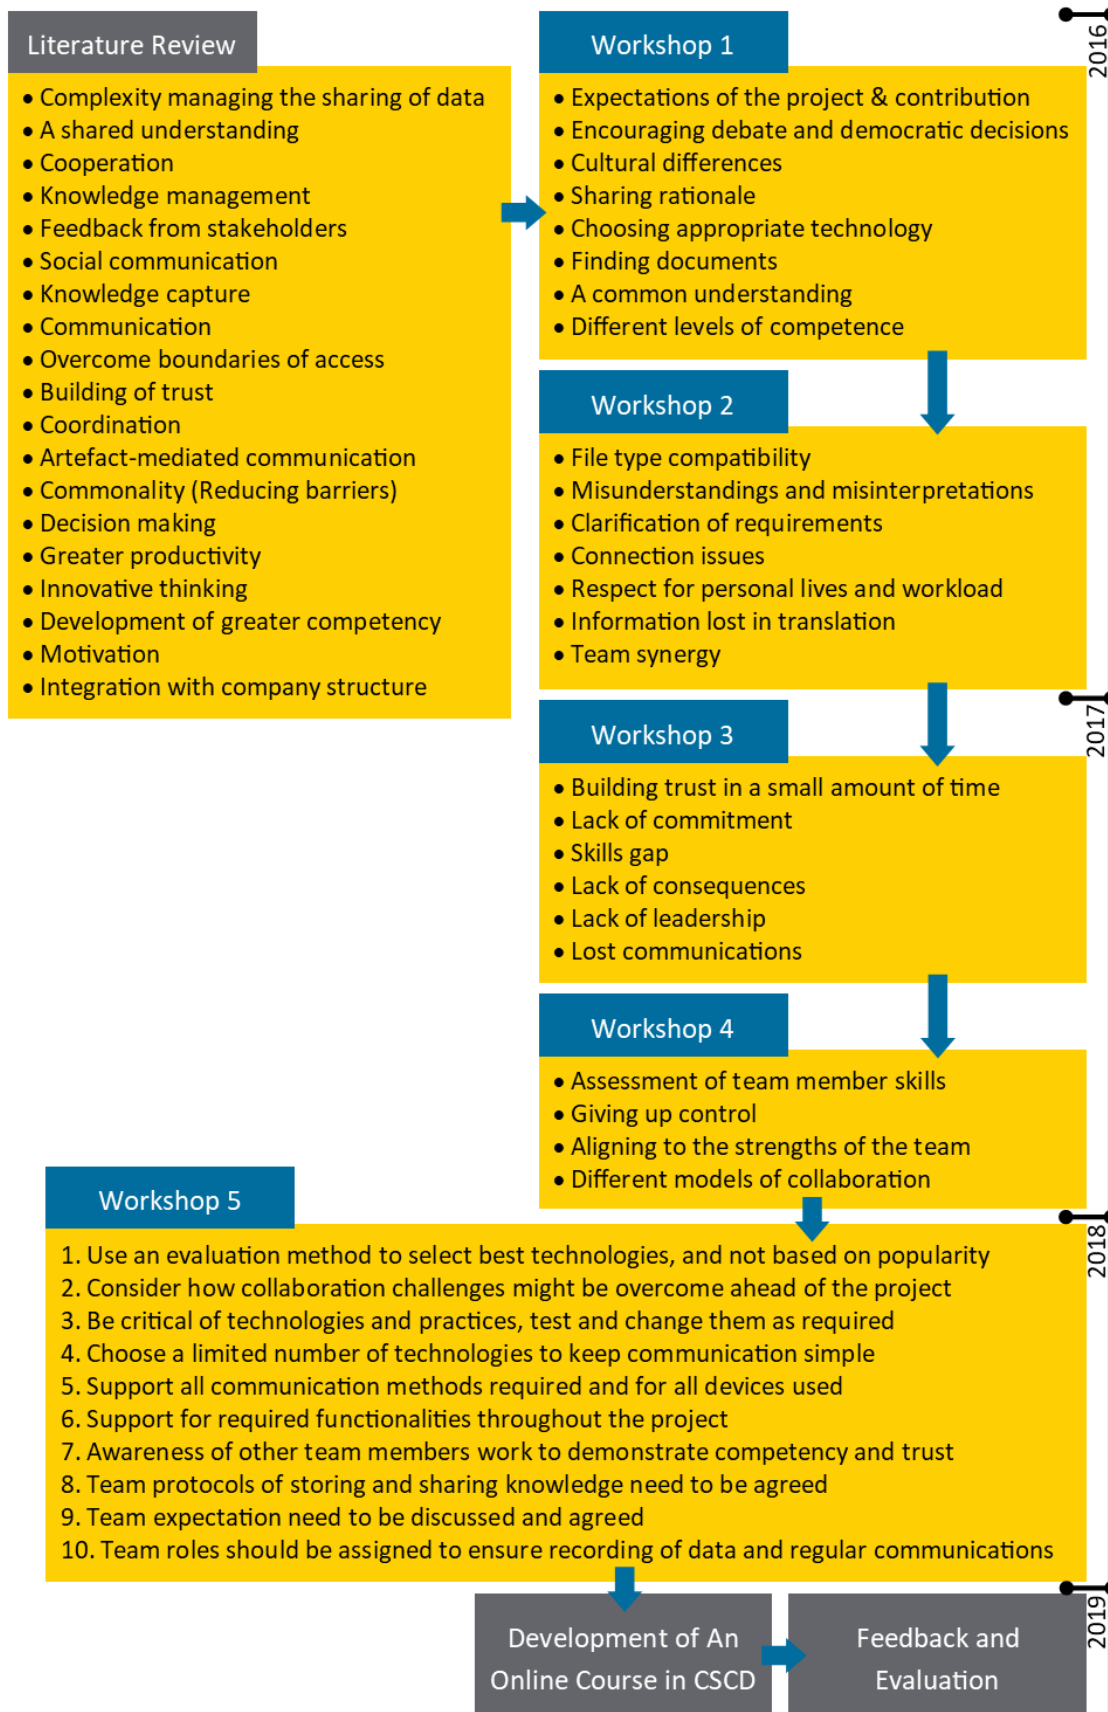 Literature Review
• Complexity managing the sharing of data
• A shared understanding
• Cooperation
• Knowledge management
• Feedback from stakeholders
• Social communication
• Knowledge capture
• Communication
• Overcome boundaries of access
• Building of trust
• Coordination
• Artefact-mediated communication
• Commonality (Reducing barriers)
• Decision making
• Greater productivity
• Innovative thinking
• Development of greater competency
• Motivation
• Integration with company structure
Workshop 1
• Expectations of the project & contribution
• Encouraging debate and democratic decisions
• Cultural differences
• Sharing rationale
• Choosing appropriate technology
• Finding documents
• A common understanding
• Different levels of competence
2016
Workshop 2
• File type compatibility
• Misunderstandings and misinterpretations
• Clarification of requirements
• Connection issues
• Respect for personal lives and workload
• Information lost in translation
• Team synergy
2017
Workshop 3
• Building trust in a small amount of time
• Lack of commitment
• Skills gap
• Lack of consequences
• Lack of leadership
• Lost communications
Workshop 4
• Assessment of team member skills
• Giving up control
• Aligning to the strengths of the team
• Different models of collaboration
2018
Workshop 5
1. Use an evaluation method to select best technologies, and not based on popularity
2. Consider how collaboration challenges might be overcome ahead of the project
3. Be critical of technologies and practices, test and change them as required
4. Choose a limited number of technologies to keep communication simple
5. Support all communication methods required and for all devices used
6. Support for required functionalities throughout the project
7. Awareness of other team members work to demonstrate competency and trust
8. Team protocols of storing and sharing knowledge need to be agreed
9. Team expectation need to be discussed and agreed
10. Team roles should be assigned to ensure recording of data and regular communications
2019
Development of An
Online Course in CSCD
Feedback and
Evaluation